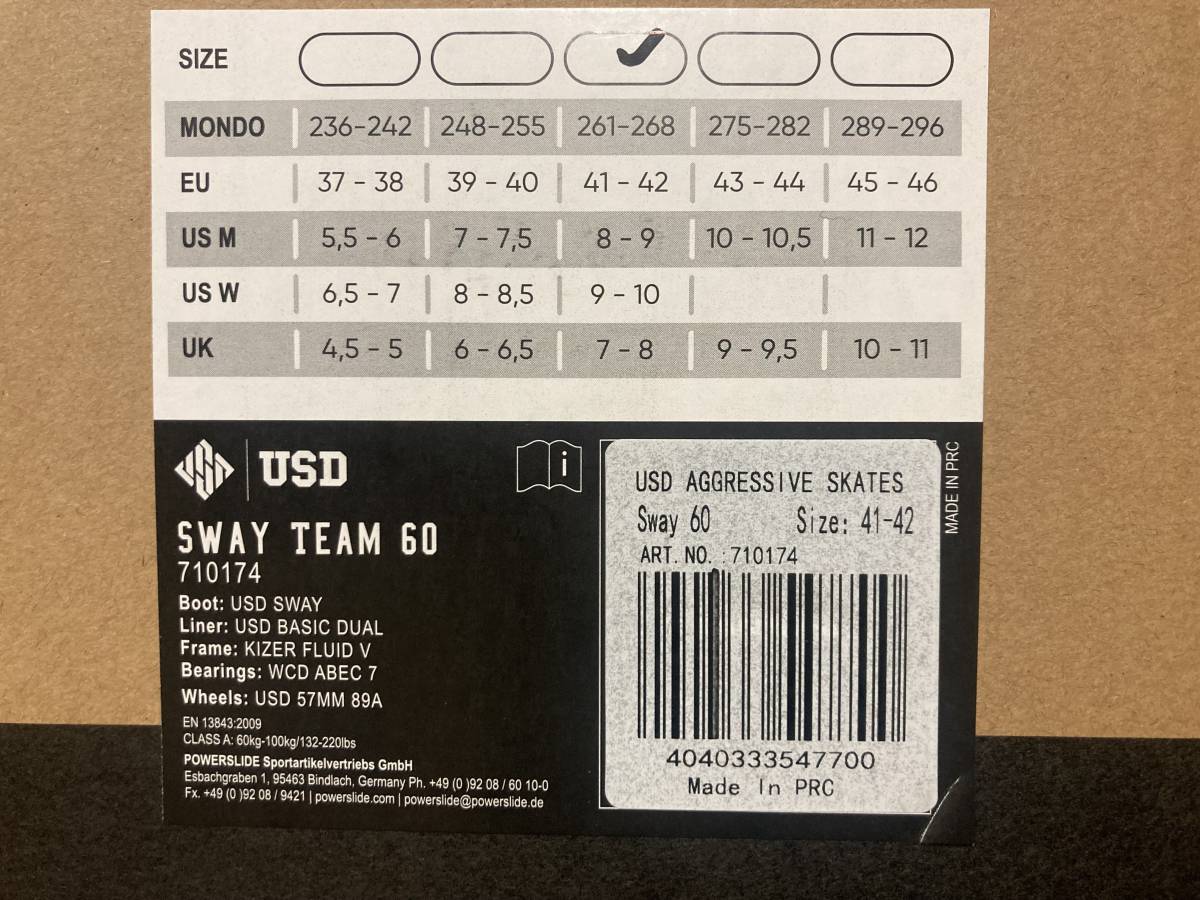 SIZE
MONDO 236-242 248-255 261-268 275-282 289-296
EU 37 - 38 39 - 40 41 - 42 43 - 44 45 - 46
US M 5,5 - 6 7 - 7,5 8 - 9 10 - 10,5 11 - 12
US W 6,5 - 7 8 - 8,5 9 - 10
UK 4,5 - 5 6 - 6,5 7 - 8 9 - 9,5 10 - 11
USD
USD
i
SWAY TEAM 60
710174
Boot: USD SWAY
Liner: USD BASIC DUAL
Frame: KIZER FLUID V
Bearings: WCD ABEC 7
Wheels: USD 57MM 89A
EN 13843:2009
CLASS A: 60kg-100kg/132-220lbs
POWERSLIDE Sportartikelvertriebs GmbH
Esbachgraben 1, 95463 Bindlach, Germany Ph. +49 (0 )92 08 / 60 10-0
Fx. +49 (0 )92 08 / 9421 | powerslide.com | powerslide@powerslide.de
USD AGGRESSIVE SKATES
Sway 60 Size: 41-42
ART. NO. : 710174
4040333547700
Made In PRC
MADE IN PRC